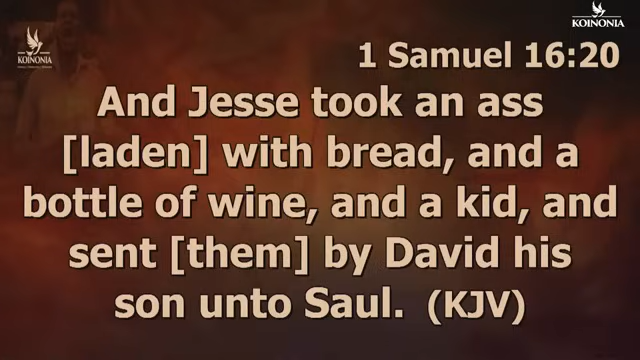 KOINONIA
KOINONIA
1 Samuel 16:20
And Jesse took an ass
[laden] with bread, and a
bottle of wine, and a kid, and
sent [them] by David his
son unto Saul. (KJV)